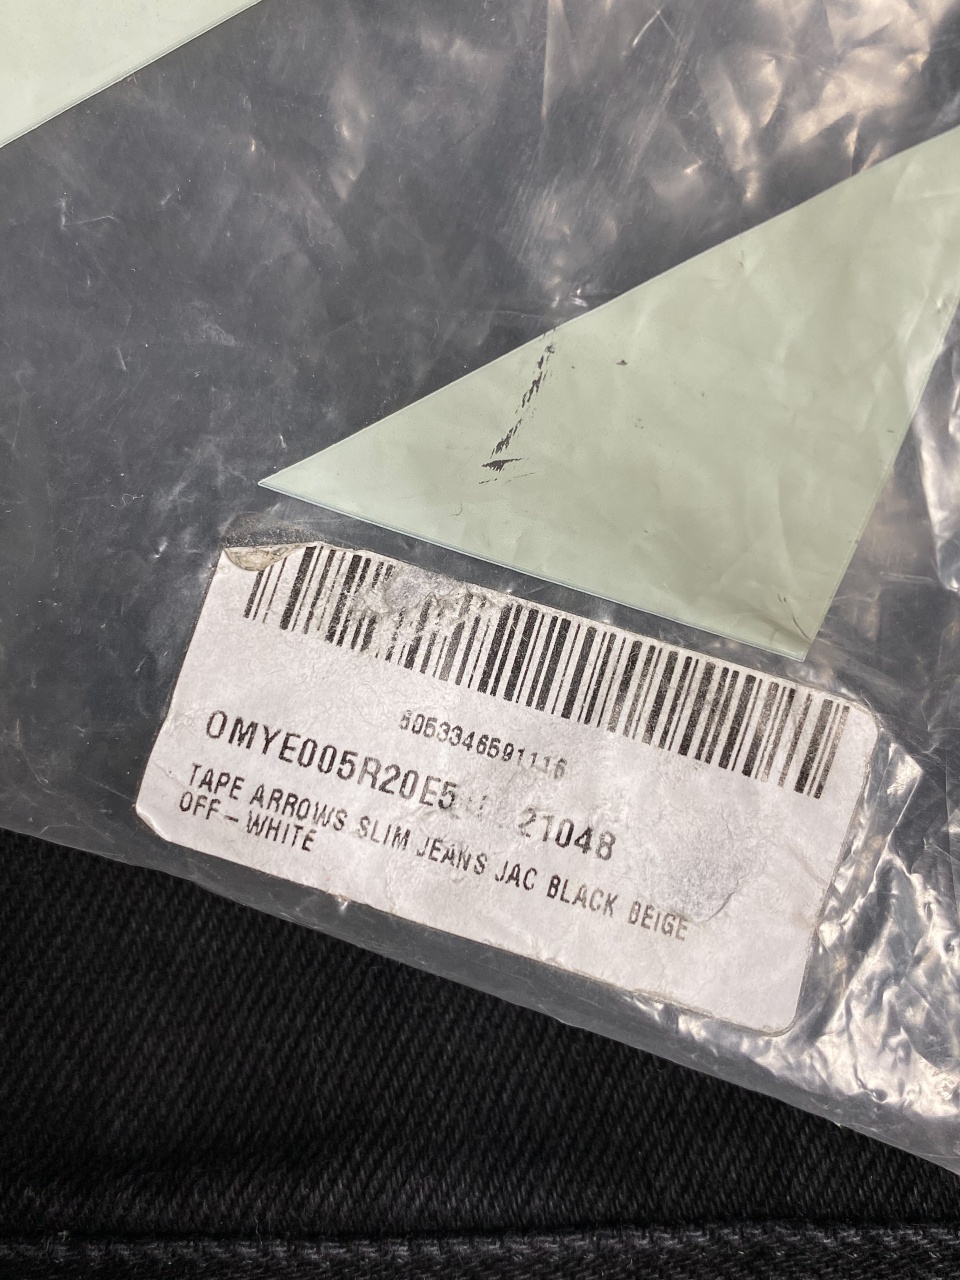 5053346591116
OMYE005R20E5 21048
TAPE ARROWS SLIM JEANS JAC BLACK BEIGE
OFF-WHITE